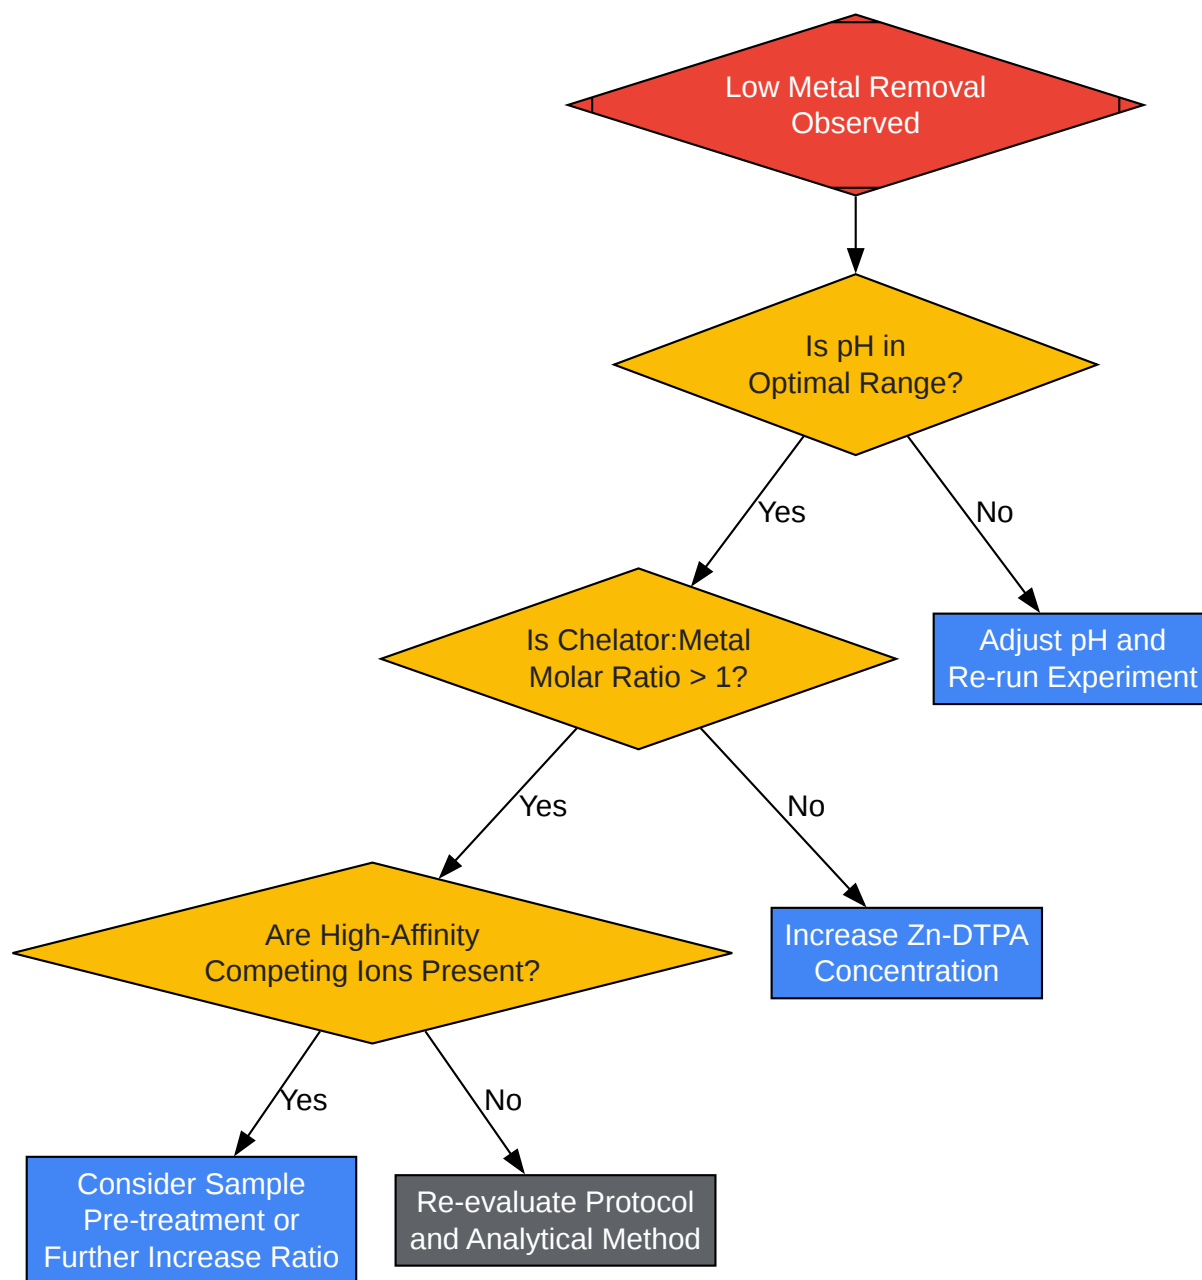 Low Metal Removal
Observed
Is pH in
Optimal Range?
Yes
No
Is Chelator:Metal
Molar Ratio > 1?
Adjust pH and
Re-run Experiment
Yes
No
Are High-Affinity
Competing Ions Present?
Increase Zn-DTPA
Concentration
Yes
No
Consider Sample
Pre-treatment or
Further Increase Ratio
Re-evaluate Protocol
and Analytical Method